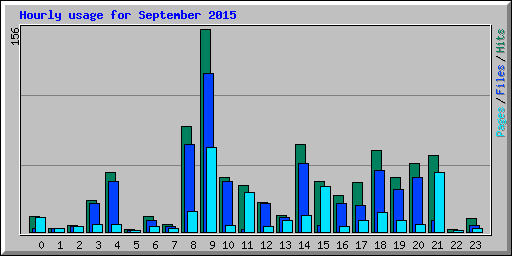 Hourly usage for September 2015
156
Pages / Files / Hits
0 1 2 3 4 5 6 7 8 9 10 11 12 13 14 15 16 17 18 19 20 21 22 23